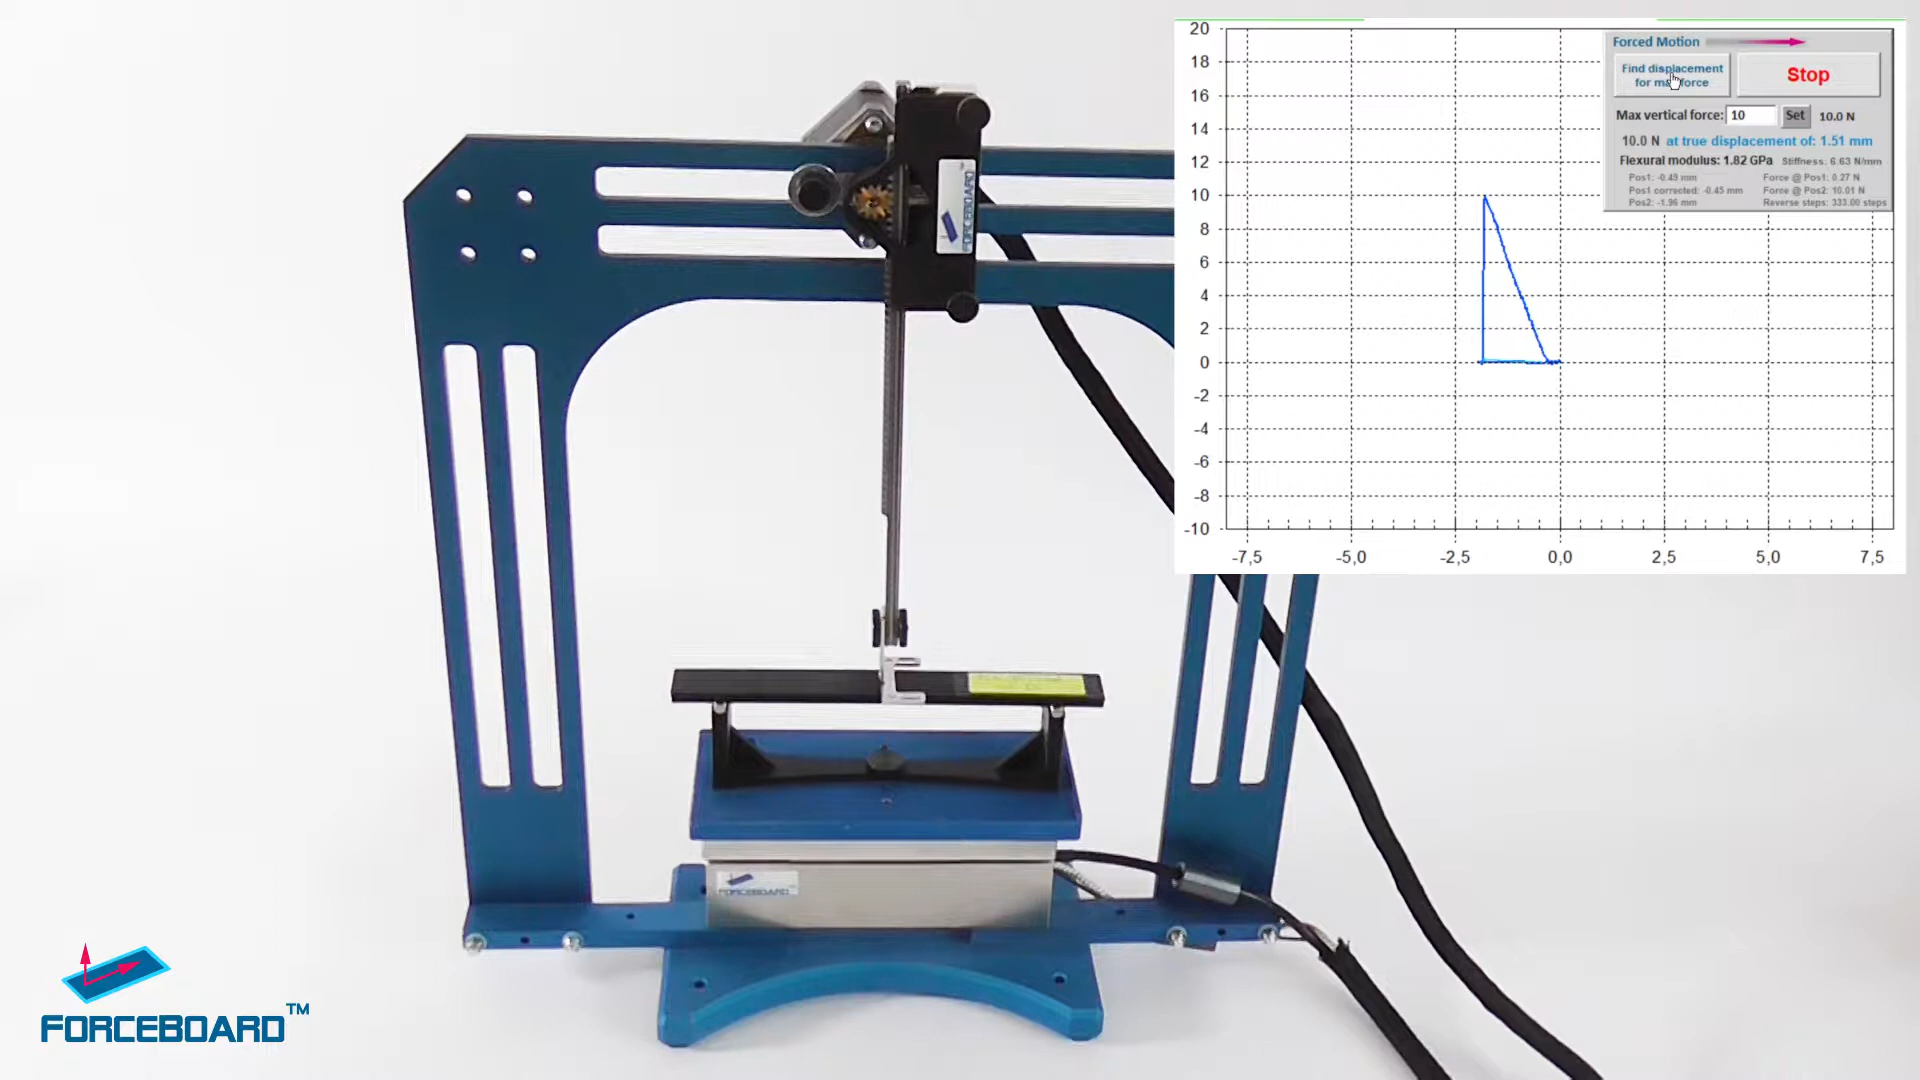 20
18
16
14
12
10
8
6
4
2
0
-2
-4
-6
-8
-10
-7,5 -5,0 -2,5 0,0 2,5 5,0 7,5
Forced Motion
Find displacement
for max force
Stop
Max vertical force: 10 Set 10.0 N
10.0 N at true displacement of: 1.51 mm
Flexural modulus: 1.82 GPa Stiffness: 6.63 N/mm
Pos1: -0.49 mm Force @ Pos1: 0.27 N
Pos1 corrected: -0.45 mm Force @ Pos2: 10.01 N
Pos2: -1.96 mm Reverse steps: 333.00 steps
FORCEBOARD
FORCEBOARD
FORCEBOARD™